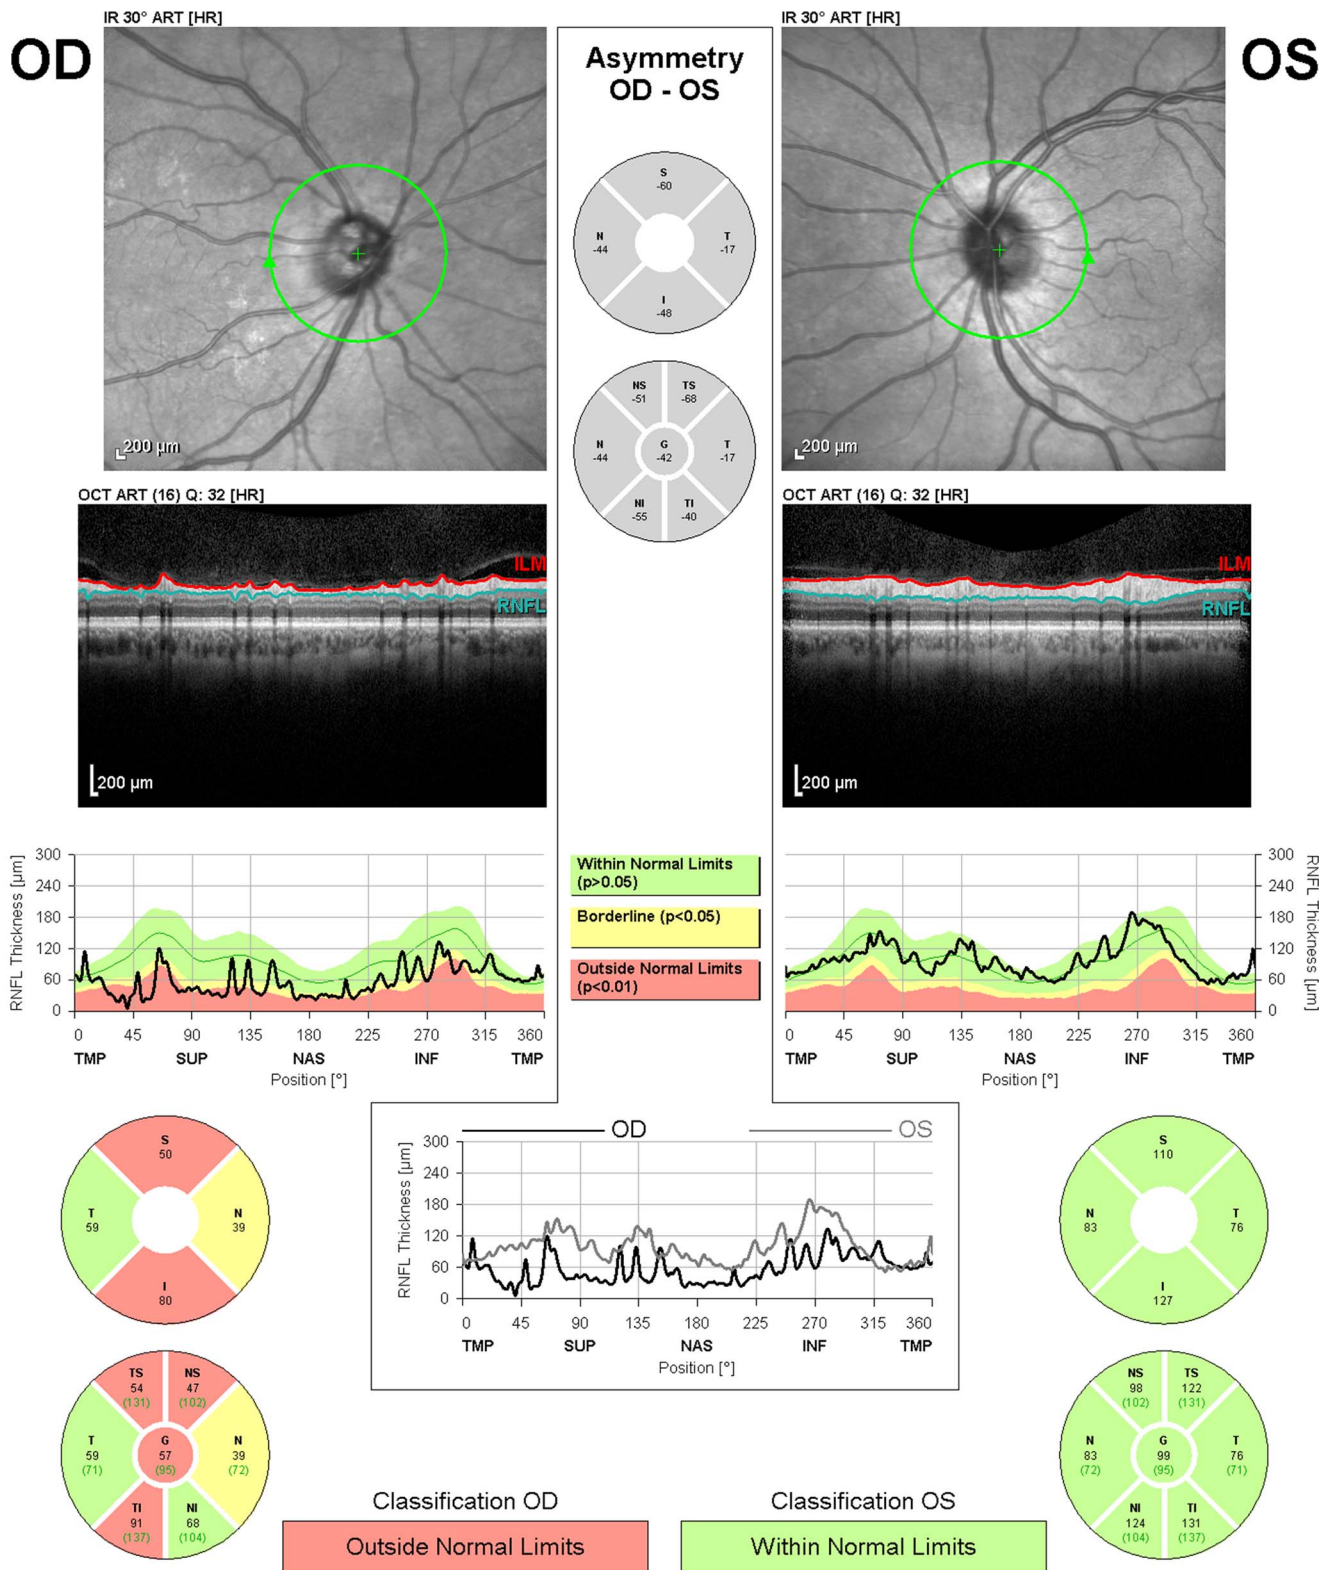 IR 30° ART [HR]
OD
200 µm
Asymmetry
OD - OS
S
-60
N
-44
T
-17
I
-48
NS
-51
TS
-68
N
-44
G
-42
T
-17
NI
-55
TI
-40
IR 30° ART [HR]
OS
200 µm
OCT ART (16) Q: 32 [HR]
ILM
RNFL
200 µm
OCT ART (16) Q: 32 [HR]
ILM
RNFL
200 µm
RNFL Thickness [µm]
300
240
180
120
60
0
0 45 90 135 180 225 270 315 360
TMP SUP NAS INF TMP
Position [°]
Within Normal Limits
(p>0.05)
Borderline (p<0.05)
Outside Normal Limits
(p<0.01)
300
240
180
120
60
0
RNFL Thickness [µm]
0 45 90 135 180 225 270 315 360
TMP SUP NAS INF TMP
Position [°]
S
50
T
59
N
39
I
80
OD OS
RNFL Thickness [µm]
300
240
180
120
60
0
0 45 90 135 180 225 270 315 360
TMP SUP NAS INF TMP
Position [°]
S
110
N
83
T
76
I
127
TS
54
(131)
NS
47
(102)
T
59
(71)
G
57
(95)
N
39
(72)
TI
91
(137)
NI
68
(104)
NS
98
(102)
TS
122
(131)
N
83
(72)
G
99
(95)
T
76
(71)
NI
124
(104)
TI
131
(137)
Classification OD
Outside Normal Limits
Classification OS
Within Normal Limits